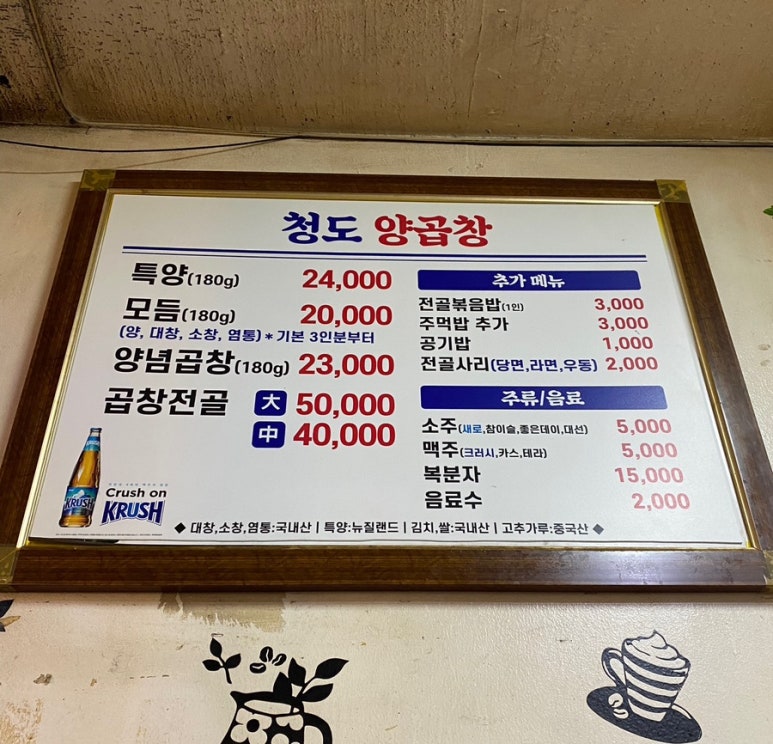 청도 양곱창
특양(180g) 24,000
모듬(180g) 20,000
(양, 대창, 소창, 염통)*기본 3인분부터
양념곱창(180g) 23,000
곱창전골 大 50,000
中 40,000
Crush on
KRUSH
KRUSH
추가 메뉴
전골볶음밥(1인) 3,000
주먹밥 추가 3,000
공기밥 1,000
전골사리(당면,라면,우동) 2,000
주류/음료
소주(새로,참이슬,좋은데이,대선) 5,000
맥주(크러시,카스,테라) 5,000
복분자 15,000
음료수 2,000
◆ 대창,소창,염통:국내산 | 특양:뉴질랜드 | 김치,쌀:국내산 | 고추가루:중국산 ◆